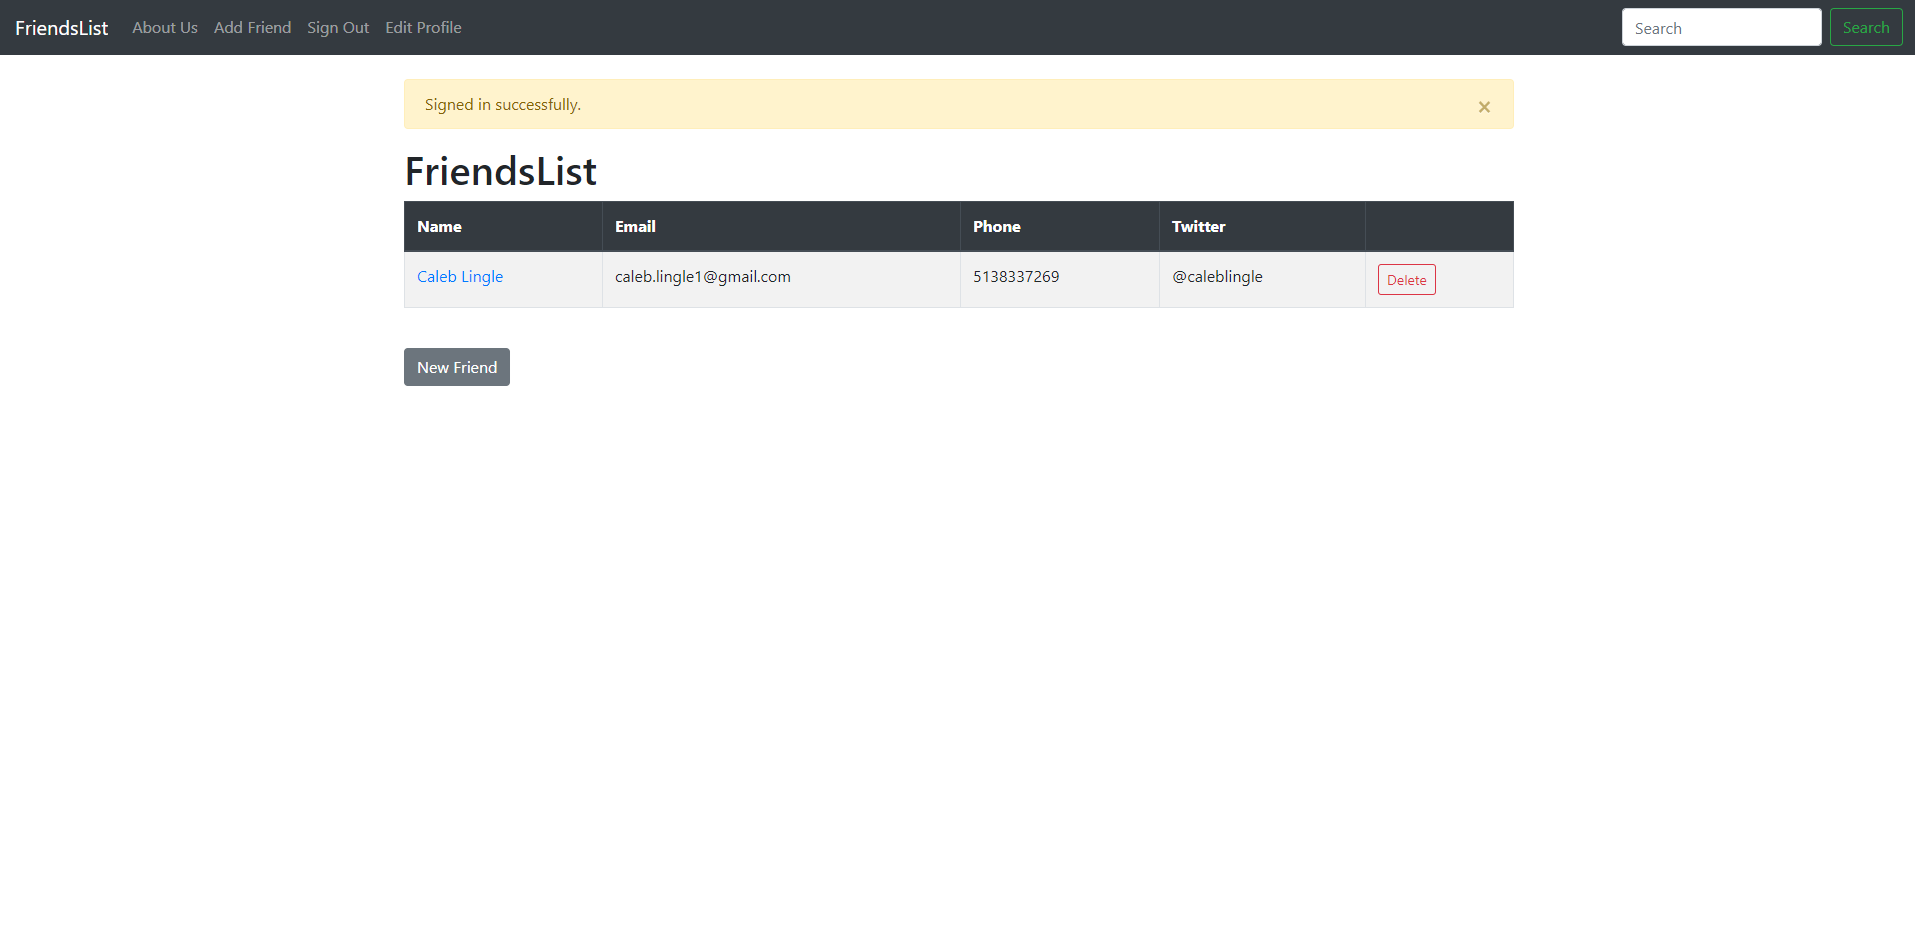 FriendsList About Us Add Friend Sign Out Edit Profile Search Search
Signed in successfully. ×
FriendsList
Name Email Phone Twitter
Caleb Lingle caleb.lingle1@gmail.com 5138337269 @caleblingle Delete
New Friend